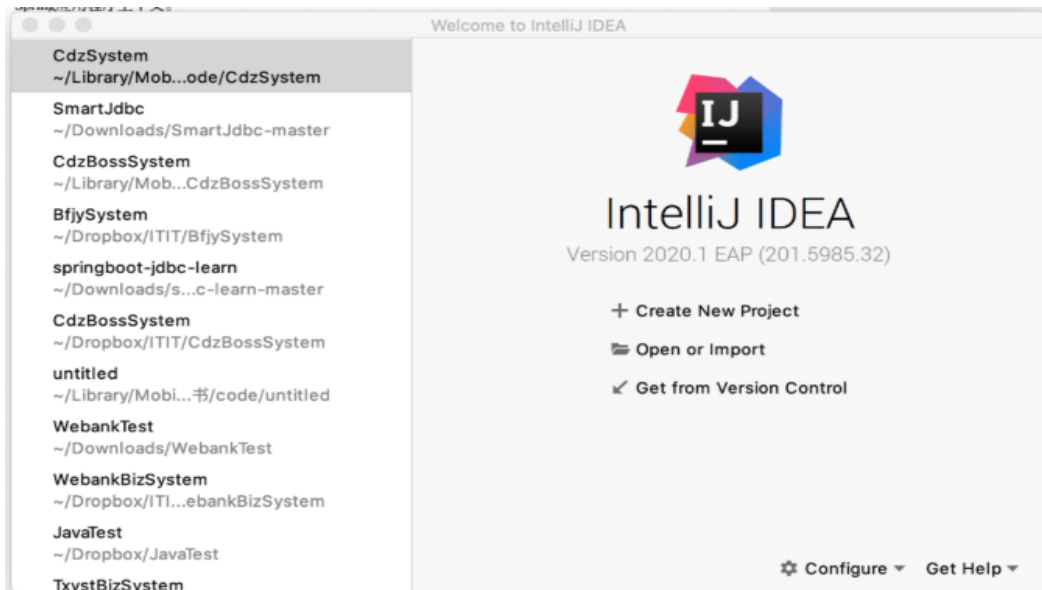 Welcome to IntelliJ IDEA
CdzSystem
~/Library/Mob...ode/CdzSystem
SmartJdbc
~/Downloads/SmartJdbc-master
CdzBossSystem
~/Library/Mob...CdzBossSystem
BfjySystem
~/Dropbox/ITIT/BfjySystem
springboot-jdbc-learn
~/Downloads/s...c-learn-master
CdzBossSystem
~/Dropbox/ITIT/CdzBossSystem
untitled
~/Library/Mobi...书/code/untitled
WebankTest
~/Downloads/WebankTest
WebankBizSystem
~/Dropbox/ITI...ebankBizSystem
JavaTest
~/Dropbox/JavaTest
TxystBizSystem
IJ
IntelliJ IDEA
Version 2020.1 EAP (201.5985.32)
Create New Project
Open or Import
Get from Version Control
Configure
Get Help